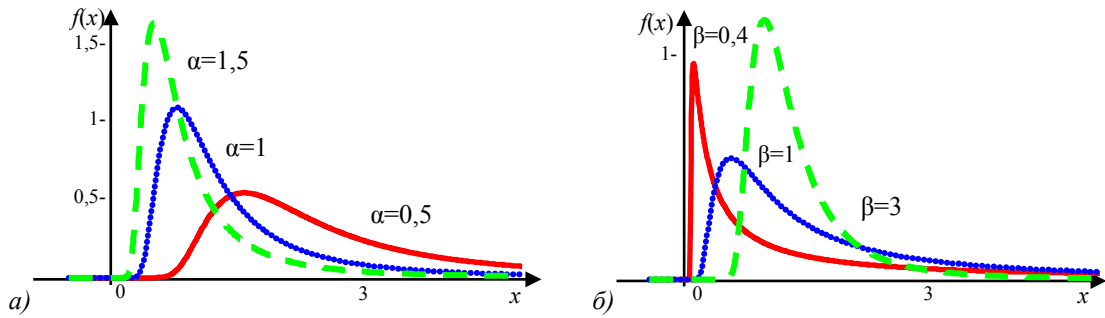 f(x)
1,5-
α=1,5
1-
α=1
0,5-
α=0,5
0
3
x
а)
f(x)
β=0,4
1-
β=1
β=3
0
3
x
б)